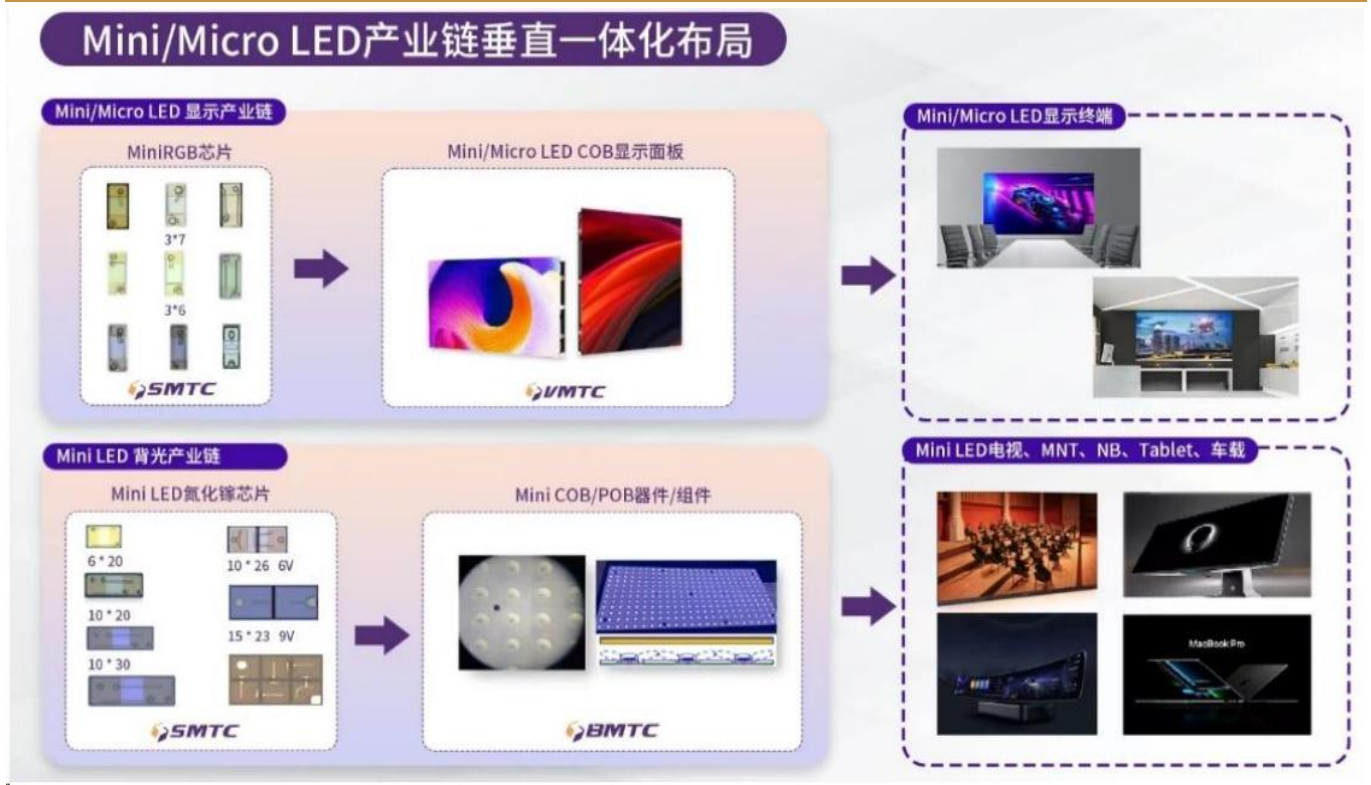 Mini/Micro LED产业链垂直一体化布局
Mini/Micro LED 显示产业链
MiniRGB芯片
3*7
3*6
SMTC
Mini/Micro LED COB显示面板
VMTC
Mini/Micro LED显示终端
Mini LED 背光产业链
Mini LED氮化镓芯片
6 * 20
10 * 20
10 * 30
10 * 26 6V
15 * 23 9V
SMTC
Mini COB/POB器件/组件
BMTC
Mini LED电视、MNT、NB、Tablet、车载
MacBook Pro